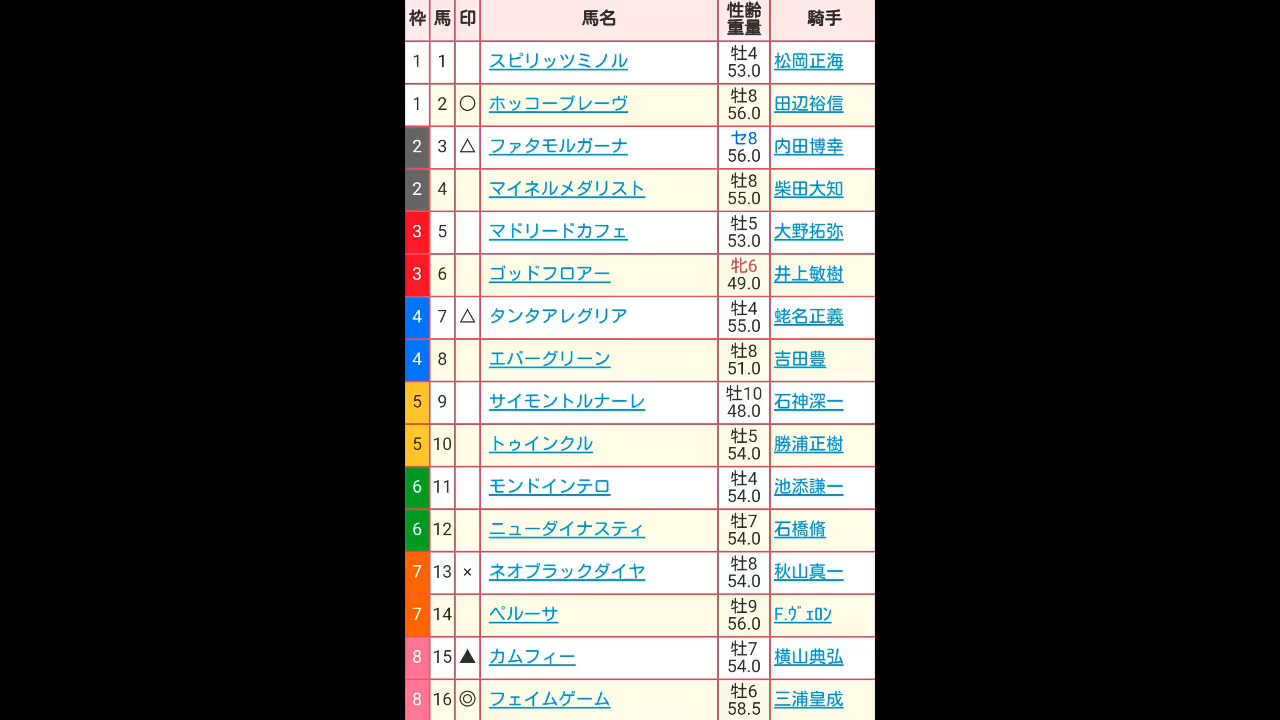 枠 馬 印 馬名 性齢 重量 騎手
1 1 スピリッツミノル 牡4 53.0 松岡正海
1 2 〇 ホッコーブレーヴ 牡8 56.0 田辺裕信
2 3 △ ファタモルガーナ セ8 56.0 内田博幸
2 4 マイネルメダリスト 牡8 55.0 柴田大知
3 5 マドリードカフェ 牡5 53.0 大野拓弥
3 6 ゴッドフロアー 牝6 49.0 井上敏樹
4 7 △ タンタアレグリア 牡4 55.0 蛯名正義
4 8 エバーグリーン 牡8 51.0 吉田豊
5 9 サイモントルナーレ 牡10 48.0 石神深一
5 10 トゥインクル 牡5 54.0 勝浦正樹
6 11 モンドインテロ 牡4 54.0 池添謙一
6 12 ニューダイナスティ 牡7 54.0 石橋脩
7 13 × ネオブラックダイヤ 牡8 54.0 秋山真一
7 14 ペルーサ 牡9 56.0 F.ヴェロン
8 15 ▲ カムフィー 牡7 54.0 横山典弘
8 16 ◎ フェイムゲーム 牡6 58.5 三浦皇成